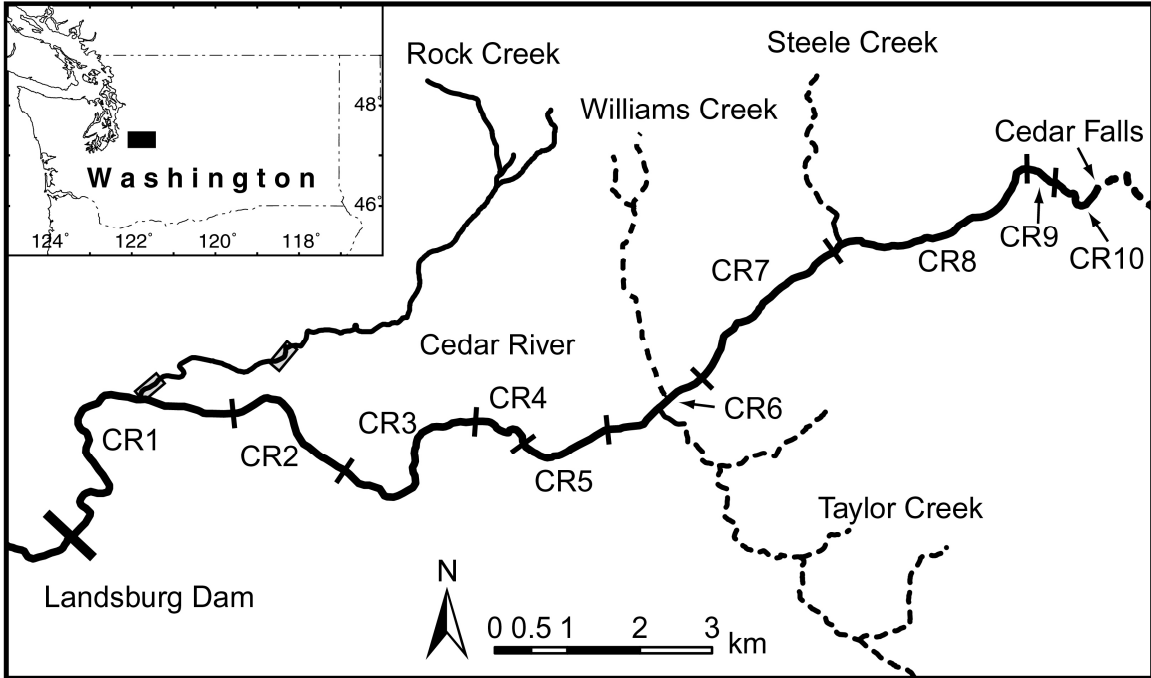 Rock Creek
Steele Creek
Williams Creek
48°
Cedar Falls
Washington
46°
124°
122°
120°
118°
CR9
CR8
CR10
CR7
Cedar River
CR4
CR6
CR3
CR1
CR2
CR5
Taylor Creek
N
Landsburg Dam
0 0.5 1 2 3 km